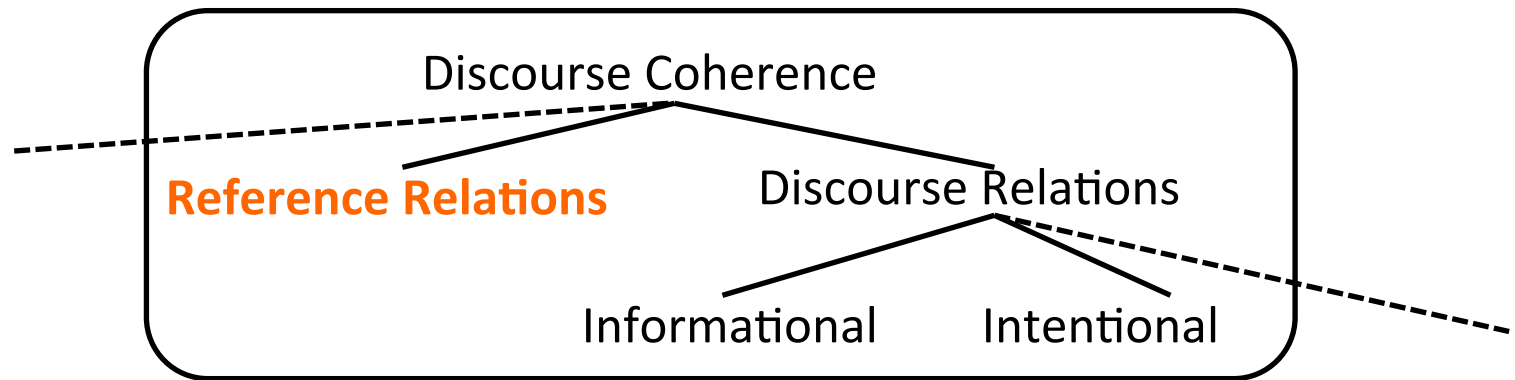 Discourse Coherence
Reference Relations
Discourse Relations
Informational
Intentional